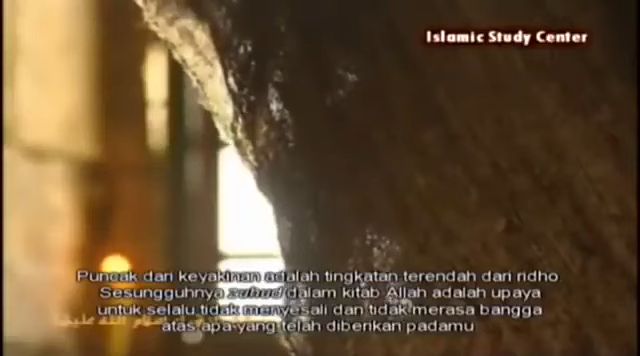 Islamic Study Center
Puncak dari keyakinan adalah tingkatan terendah dari ridho
Sesungguhnya zuhud dalam kitab Allah adalah upaya
untuk selalu tidak menyesali dan tidak merasa bangga
atas apa yang telah diberikan padamu